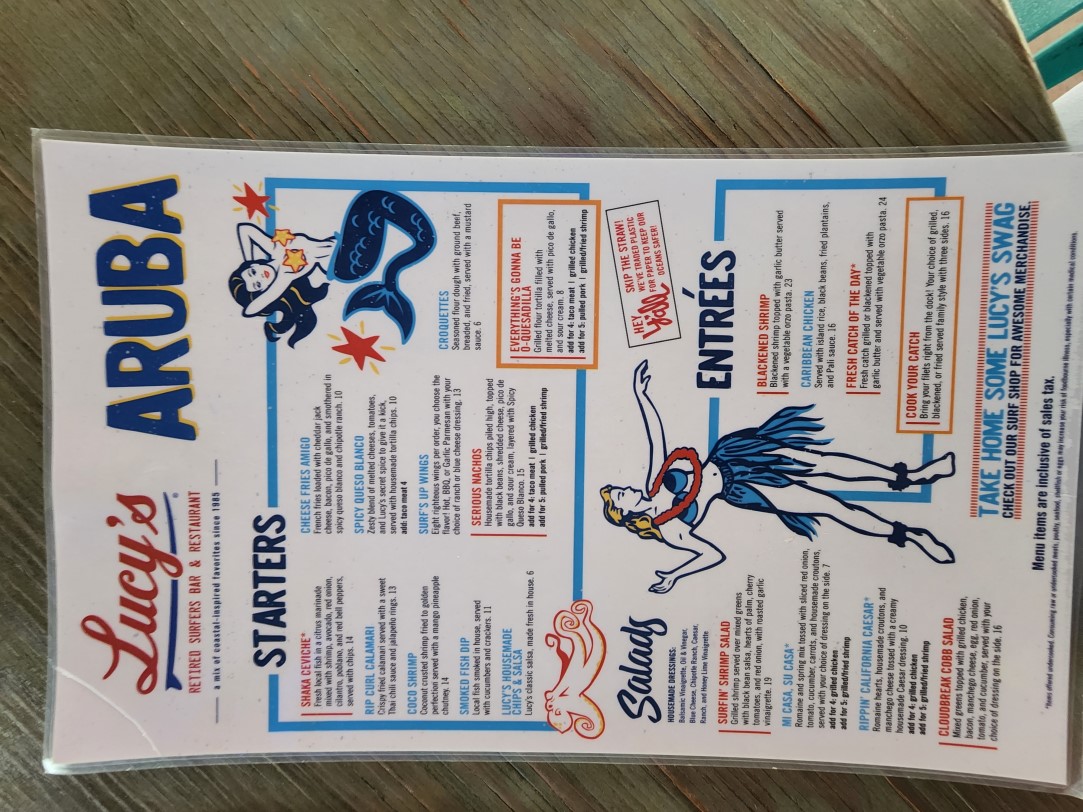 Lucy's
RETIRED SURFERS BAR & RESTAURANT
ARUBA
a mix of coastal-inspired favorites since 1985
STARTERS
SHAKA CEVICHE*
Fresh local fish in a citrus marinade
mixed with shrimp, avocado, red onion,
cilantro, poblano, and red bell peppers,
served with chips. 14
RIP CURL CALAMARI
Crispy fried calamari served with a sweet
Thai chili sauce and jalapeño rings. 13
COCO SHRIMP
Coconut crusted shrimp fried to golden
perfection served with a mango pineapple
chutney. 14
SMOKED FISH DIP
Local fish smoked in house, served
with cucumbers and crackers. 11
LUCY'S HOUSEMADE
CHIPS & SALSA
Lucy's classic salsa, made fresh in house. 6
CHEESE FRIES AMIGO
French fries loaded with cheddar jack
cheese, bacon, pico de gallo, and smothered in
spicy queso blanco and chipotle ranch. 10
SPICY QUESO BLANCO
Zesty blend of melted cheeses, tomatoes,
and Lucy's secret spice to give it a kick,
served with housemade tortilla chips. 10
add: taco meat 4
SURF'S UP WINGS
Eight righteous wings per order, you choose the
flavor! Hot, BBQ, or Garlic Parmesan with your
choice of ranch or blue cheese dressing. 13
SERIOUS NACHOS
Housemade tortilla chips piled high, topped
with black beans, shredded cheese, pico de
gallo, and sour cream, layered with Spicy
Queso Blanco. 15
add for 4: taco meat | grilled chicken
add for 5: pulled pork | grilled/fried shrimp
CROQUETTES
Seasoned flour dough with ground beef,
breaded, and fried, served with a mustard
sauce. 6
EVERYTHING'S GONNA BE
O-QUESADILLA
Grilled flour tortilla filled with
melted cheese, served with pico de gallo,
and sour cream. 8
add for 4: taco meat | grilled chicken
add for 5: pulled pork | grilled/fried shrimp
HEY
y'all
SKIP THE STRAW!
WE'VE TRADED PLASTIC
FOR PAPER TO KEEP OUR
OCEANS SAFER!
Salads
HOUSEMADE DRESSINGS:
Balsamic Vinaigrette, Oil & Vinegar,
Blue Cheese, Chipotle Ranch, Caesar,
Ranch, and Honey Lime Vinaigrette
SURFIN' SHRIMP SALAD
Grilled shrimp served over mixed greens
with black bean salsa, hearts of palm, cherry
tomatoes, and red onion, with roasted garlic
vinaigrette. 19
MI CASA, SU CASA*
Romaine and spring mix tossed with sliced red onion,
tomato, cucumber, carrots, and housemade croutons,
served with your choice of dressing on the side. 7
add for 4: grilled chicken
add for 5: grilled/fried shrimp
RIPPIN' CALIFORNIA CAESAR*
Romaine hearts, housemade croutons, and
manchego cheese tossed with a creamy
housemade Caesar dressing. 10
add for 4: grilled chicken
add for 5: grilled/fried shrimp
CLOUDBREAK COBB SALAD
Mixed greens topped with grilled chicken,
bacon, manchego cheese, egg, red onion,
tomato, and cucumber, served with your
choice of dressing on the side. 16
ENTRÉES
BLACKENED SHRIMP
Blackened shrimp topped with garlic butter served
with a vegetable orzo pasta. 23
CARIBBEAN CHICKEN
Served with island rice, black beans, fried plantains,
and Pali sauce. 16
FRESH CATCH OF THE DAY*
Fresh catch grilled or blackened topped with
garlic butter and served with vegetable orzo pasta. 24
COOK YOUR CATCH
Bring your filets right from the dock! Your choice of grilled,
blackened, or fried served family style with three sides. 16
TAKE HOME SOME LUCY'S SWAG
CHECK OUT OUR SURF SHOP FOR AWESOME MERCHANDISE.
Menu items are inclusive of sales tax.
*Items offered undercooked. Consuming raw or undercooked meats, poultry, seafood, shellfish or eggs may increase your risk of foodbourne illness, especially with certain medical conditions.